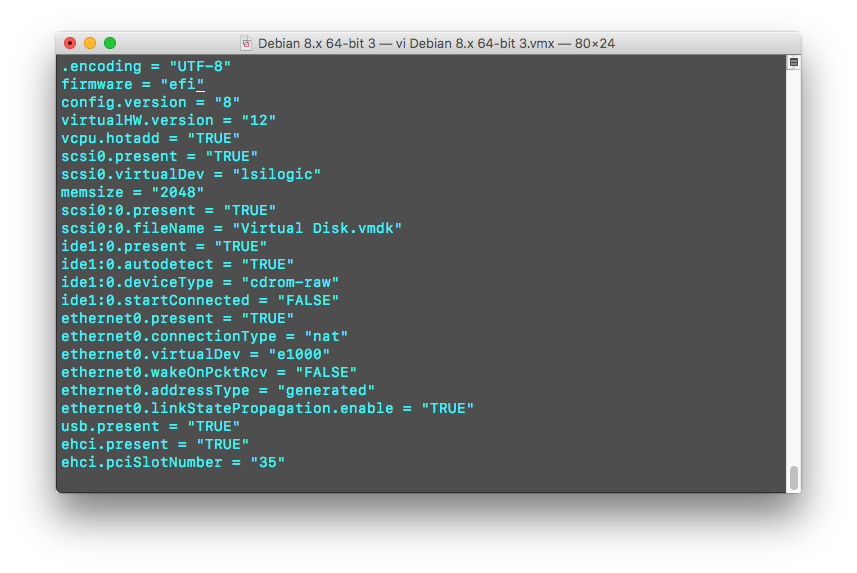 Debian 8.x 64-bit 3 — vi Debian 8.x 64-bit 3.vmx — 80×24
.encoding = "UTF-8"
firmware = "efi"
config.version = "8"
virtualHW.version = "12"
vcpu.hotadd = "TRUE"
scsi0.present = "TRUE"
scsi0.virtualDev = "lsilogic"
memsize = "2048"
scsi0:0.present = "TRUE"
scsi0:0.fileName = "Virtual Disk.vmdk"
ide1:0.present = "TRUE"
ide1:0.autodetect = "TRUE"
ide1:0.deviceType = "cdrom-raw"
ide1:0.startConnected = "FALSE"
ethernet0.present = "TRUE"
ethernet0.connectionType = "nat"
ethernet0.virtualDev = "e1000"
ethernet0.wakeOnPcktRcv = "FALSE"
ethernet0.addressType = "generated"
ethernet0.linkStatePropagation.enable = "TRUE"
usb.present = "TRUE"
ehci.present = "TRUE"
ehci.pciSlotNumber = "35"